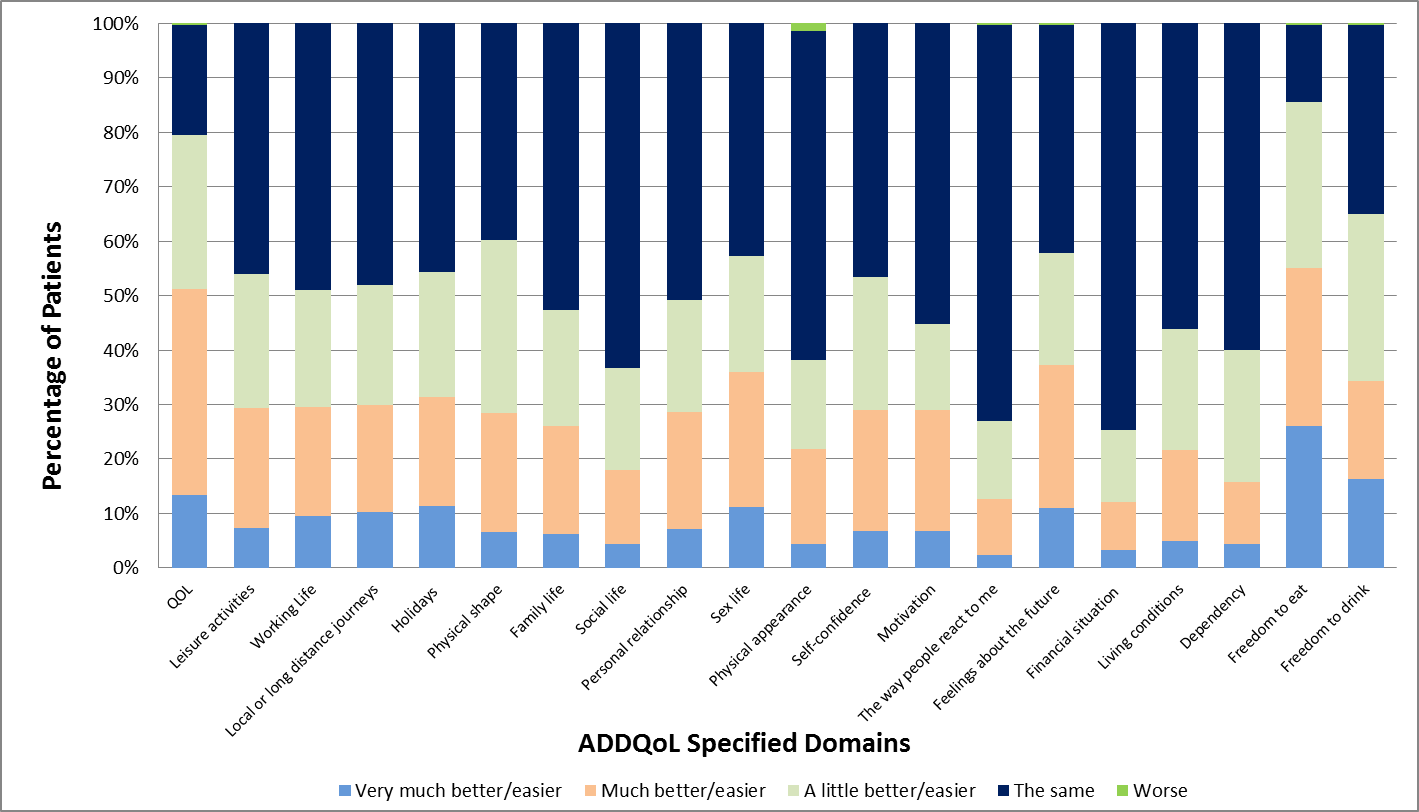 100%
90%
80%
70%
60%
50%
40%
30%
20%
10%
0%
Percentage of Patients
QOL
Leisure activities
Working Life
Local or long distance journeys
Holidays
Physical shape
Family life
Social life
Personal relationship
Sex life
Physical appearance
Self-confidence
Motivation
The way people react to me
Feelings about the future
Financial situation
Living conditions
Dependency
Freedom to eat
Freedom to drink
ADDQoL Specified Domains
Very much better/easier
Much better/easier
A little better/easier
The same
Worse